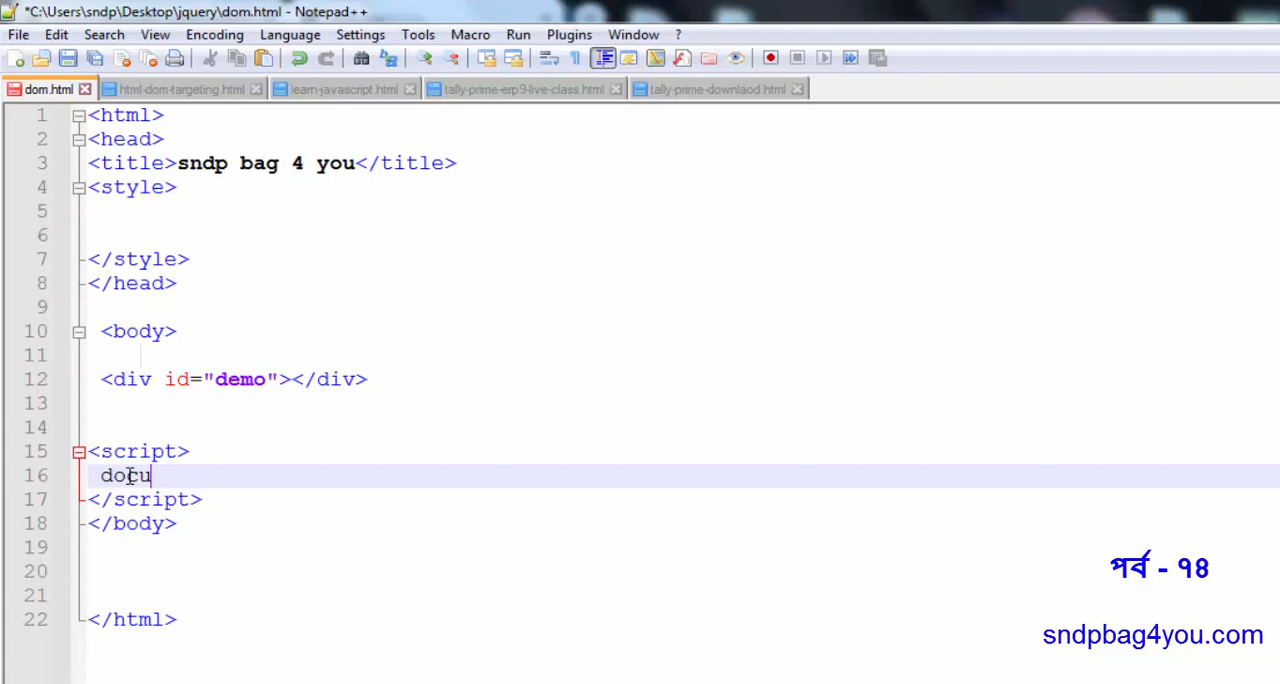 *C:\Users\sndp\Desktop\jquery\dom.html - Notepad++
File Edit Search View Encoding Language Settings Tools Macro Run Plugins Window ?
dom.html html-dom-targeting.html learn-javascript.html tally-prime-erp9-live-class.html tally-prime-downlaod.html
1 <html>
2 <head>
3 <title>sndp bag 4 you</title>
4 <style>
5
6
7 </style>
8 </head>
9
10 <body>
11
12 <div id="demo"></div>
13
14
15 <script>
16 docu
17 </script>
18 </body>
19
20
21
22 </html>
পর্ব - ৭৪
sndpbag4you.com